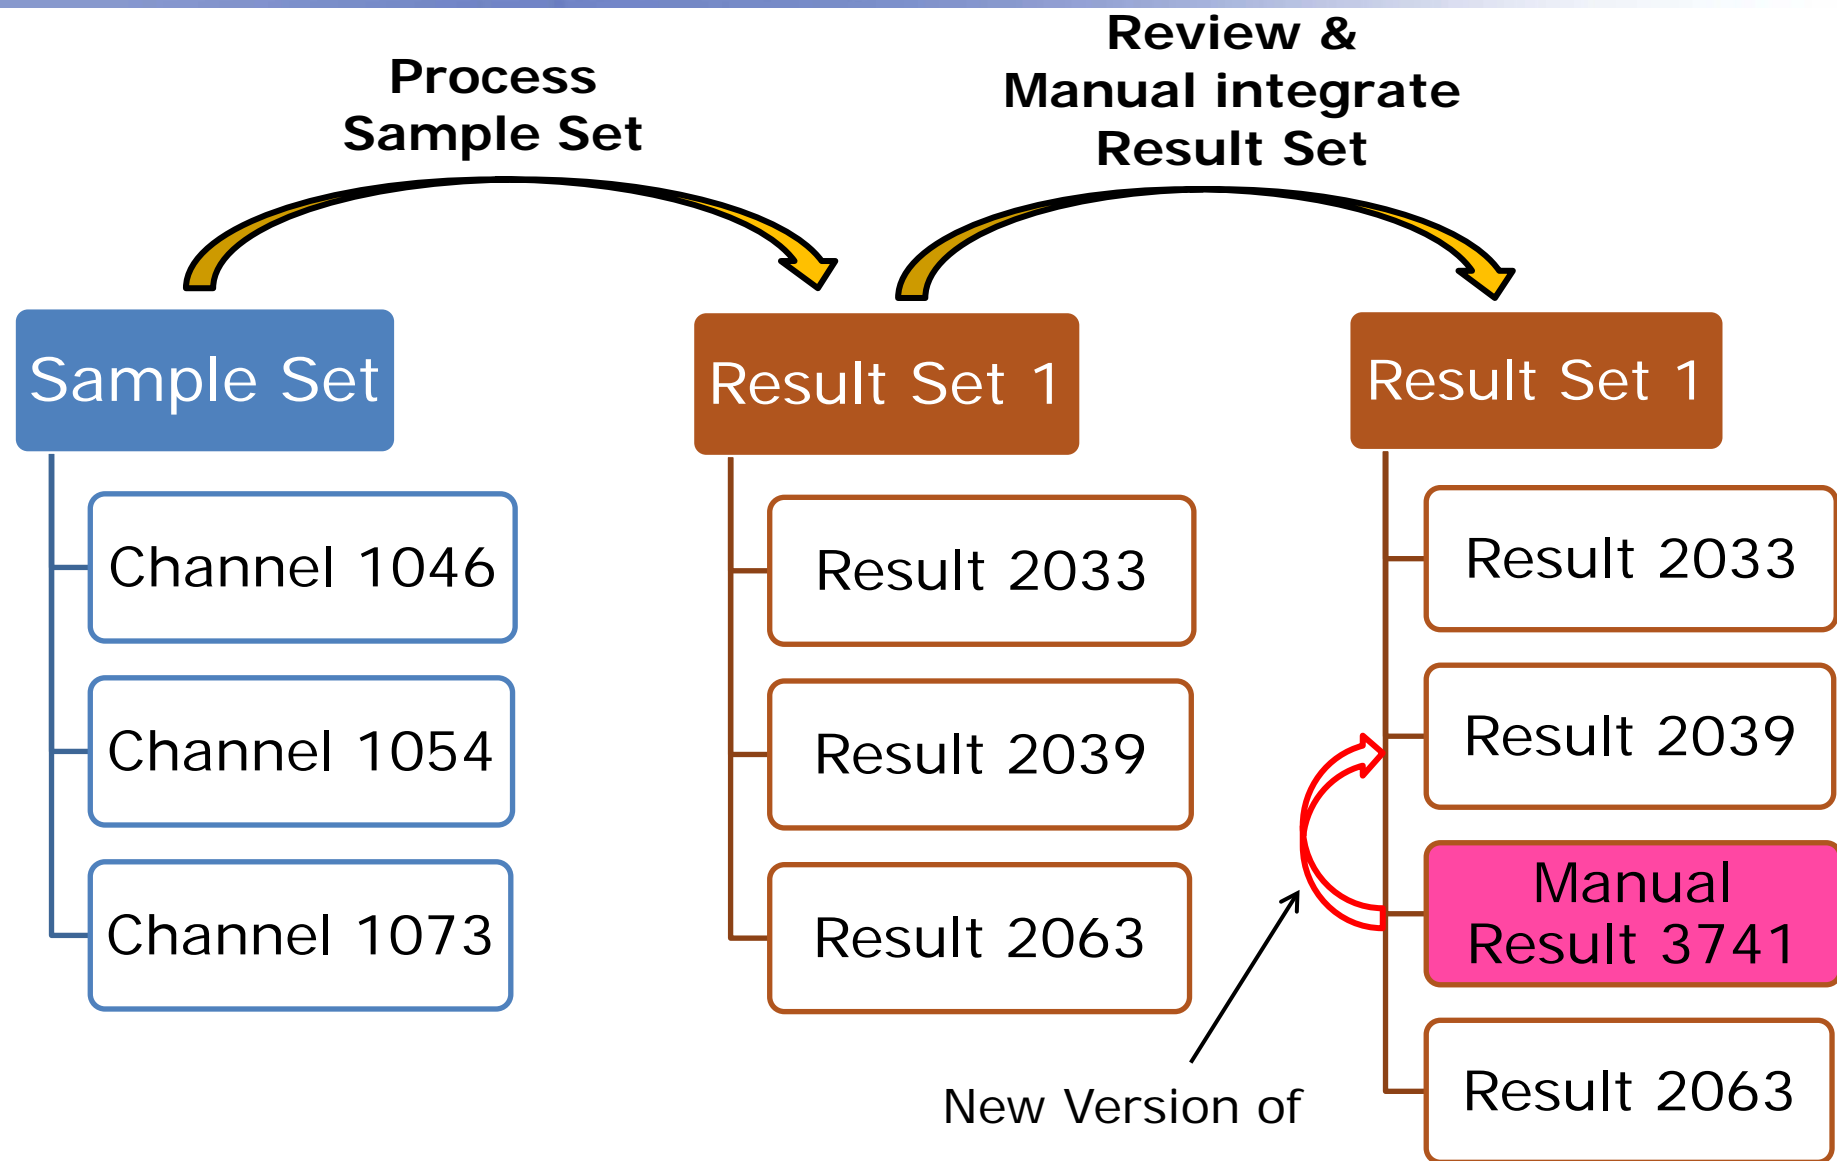 Process
Sample Set
Review &
Manual integrate
Result Set
Sample Set
Channel 1046
Channel 1054
Channel 1073
Result Set 1
Result 2033
Result 2039
Result 2063
Result Set 1
Result 2033
Result 2039
Manual
Result 3741
Result 2063
New Version of